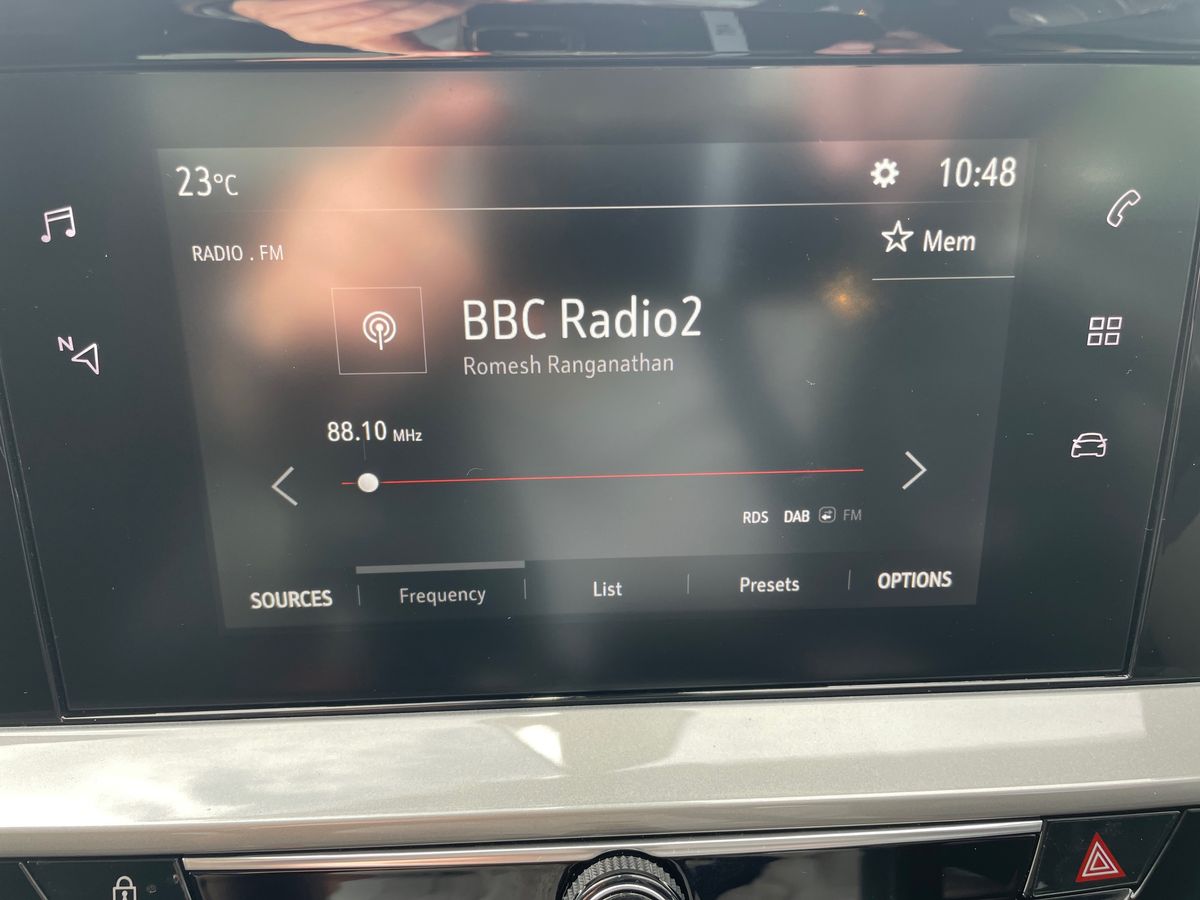 23°C
10:48
RADIO . FM
Mem
BBC Radio2
Romesh Ranganathan
N
88.10 MHz
RDS DAB FM
SOURCES Frequency List Presets OPTIONS